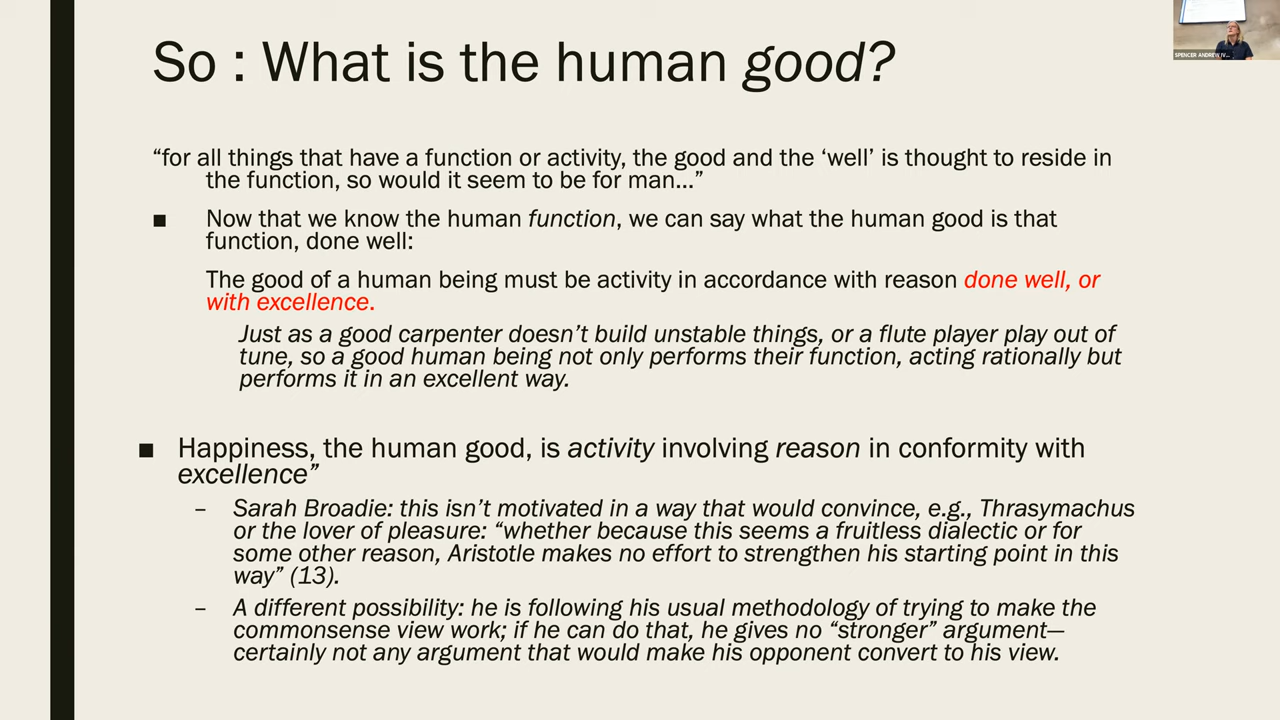 So : What is the human good?
SPENCER ANDREW IV...
“for all things that have a function or activity, the good and the ‘well’ is thought to reside in
the function, so would it seem to be for man...”
■ Now that we know the human function, we can say what the human good is that
function, done well:
The good of a human being must be activity in accordance with reason done well, or
with excellence.
Just as a good carpenter doesn’t build unstable things, or a flute player play out of
tune, so a good human being not only performs their function, acting rationally but
performs it in an excellent way.
■ Happiness, the human good, is activity involving reason in conformity with
excellence”
– Sarah Broadie: this isn’t motivated in a way that would convince, e.g., Thrasymachus
or the lover of pleasure: “whether because this seems a fruitless dialectic or for
some other reason, Aristotle makes no effort to strengthen his starting point in this
way” (13).
– A different possibility: he is following his usual methodology of trying to make the
commonsense view work; if he can do that, he gives no “stronger” argument—
certainly not any argument that would make his opponent convert to his view.